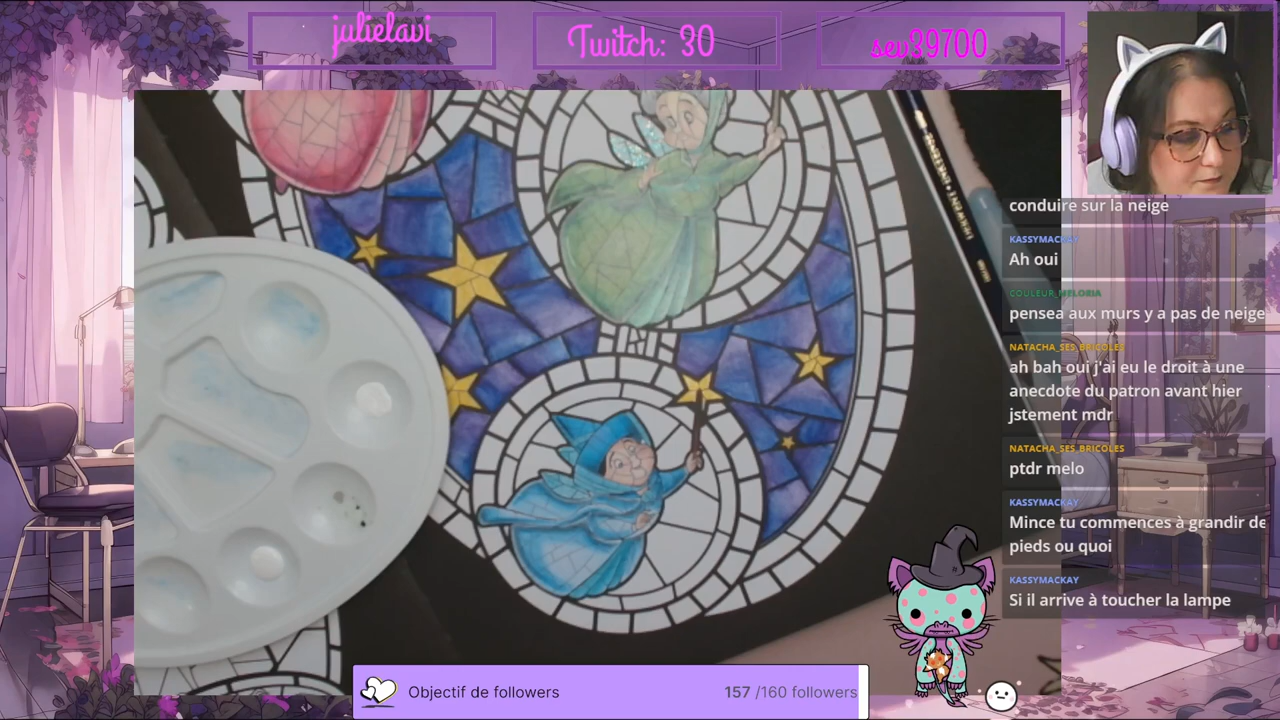 julielavi
Twitch: 30
sev39700
conduire sur la neige
KASSYMACKAY
Ah oui
COULEUR_MELORIA
pensea aux murs y a pas de neige
NATACHA_SES_BRICOLES
ah bah oui j'ai eu le droit à une
anecdote du patron avant hier
jstement mdr
NATACHA_SES_BRICOLES
ptdr melo
KASSYMACKAY
Mince tu commences à grandir de
pieds ou quoi
KASSYMACKAY
Si il arrive à toucher la lampe
Objectif de followers
157 /160 followers